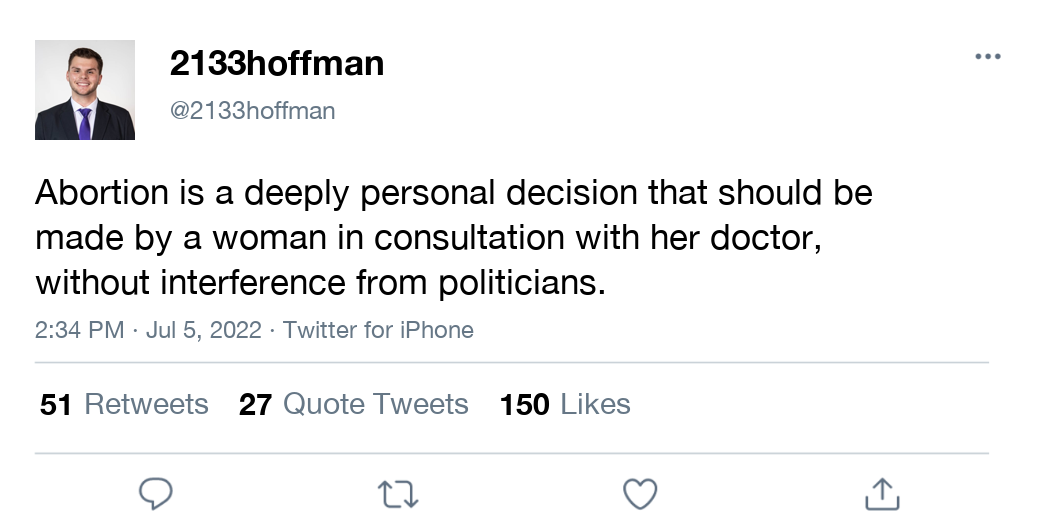 2133hoffman
@2133hoffman
Abortion is a deeply personal decision that should be
made by a woman in consultation with her doctor,
without interference from politicians.
2:34 PM · Jul 5, 2022 · Twitter for iPhone
51 Retweets 27 Quote Tweets 150 Likes